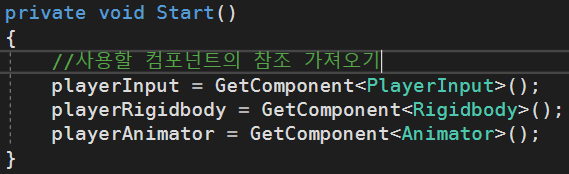 private void Start()
{
//사용할 컴포넌트의 참조 가져오기
playerInput = GetComponent<PlayerInput>();
playerRigidbody = GetComponent<Rigidbody>();
playerAnimator = GetComponent<Animator>();
}